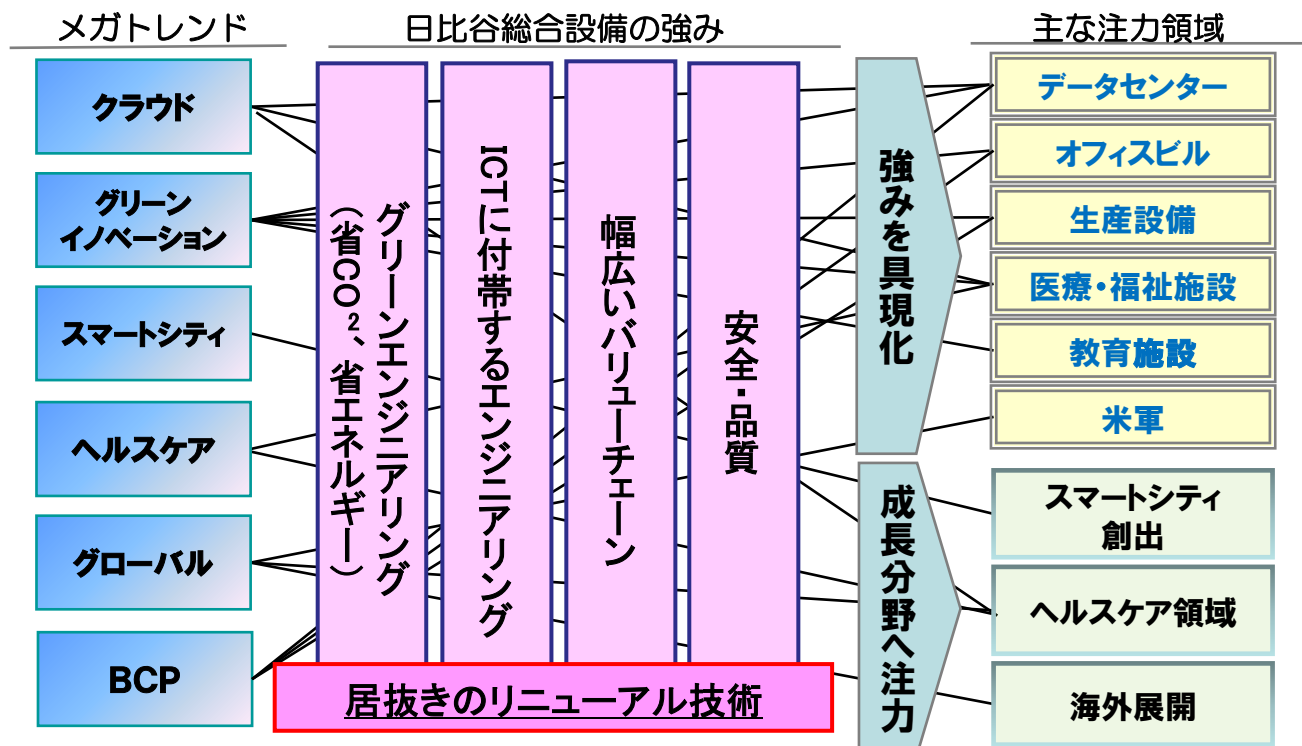 メガトレンド
日比谷総合設備の強み
主な注力領域
クラウド
グリーン
イノベーション
スマートシティ
ヘルスケア
グローバル
BCP
グリーンエンジニアリング
（省CO2、省エネルギー）
ICTに付帯するエンジニアリング
幅広いバリューチェーン
安全・品質
居抜きのリニューアル技術
強みを具現化
成長分野へ注力
データセンター
オフィスビル
生産設備
医療・福祉施設
教育施設
米軍
スマートシティ
創出
ヘルスケア領域
海外展開